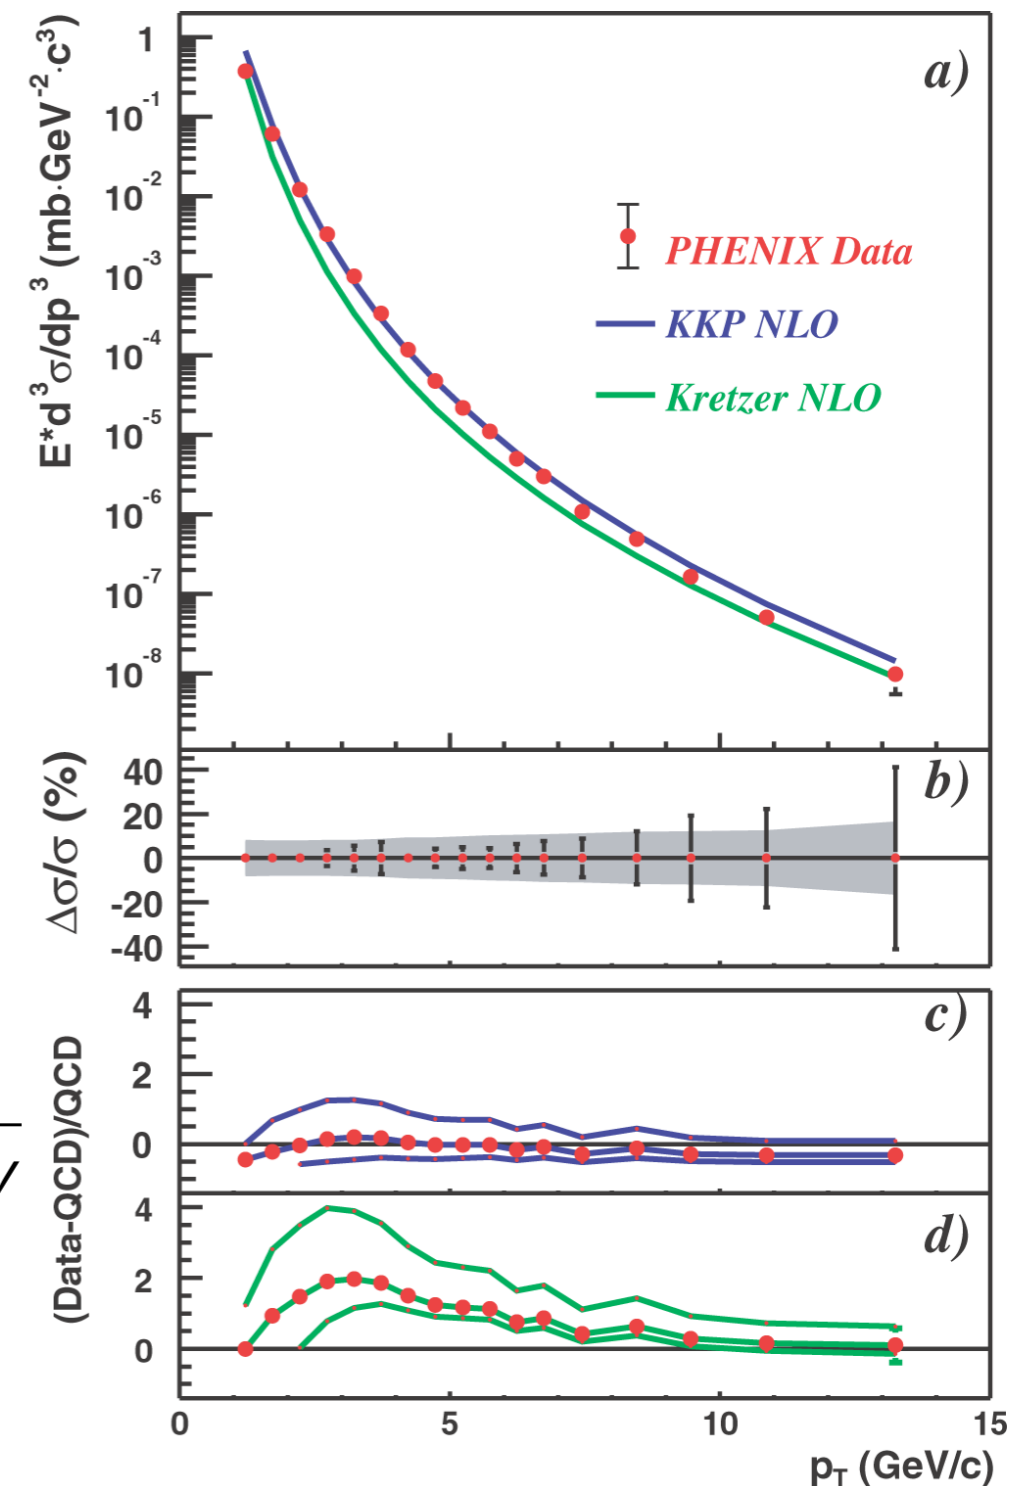 a)
E*d³σ/dp³ (mb·GeV⁻²·c³)
1
10⁻¹
10⁻²
10⁻³
10⁻⁴
10⁻⁵
10⁻⁶
10⁻⁷
10⁻⁸
PHENIX Data
KKP NLO
Kretzer NLO
b)
Δσ/σ (%)
40
20
0
-20
-40
c)
(Data-QCD)/QCD
4
2
0
d)
4
2
0
0 5 10 15
p_T (GeV/c)